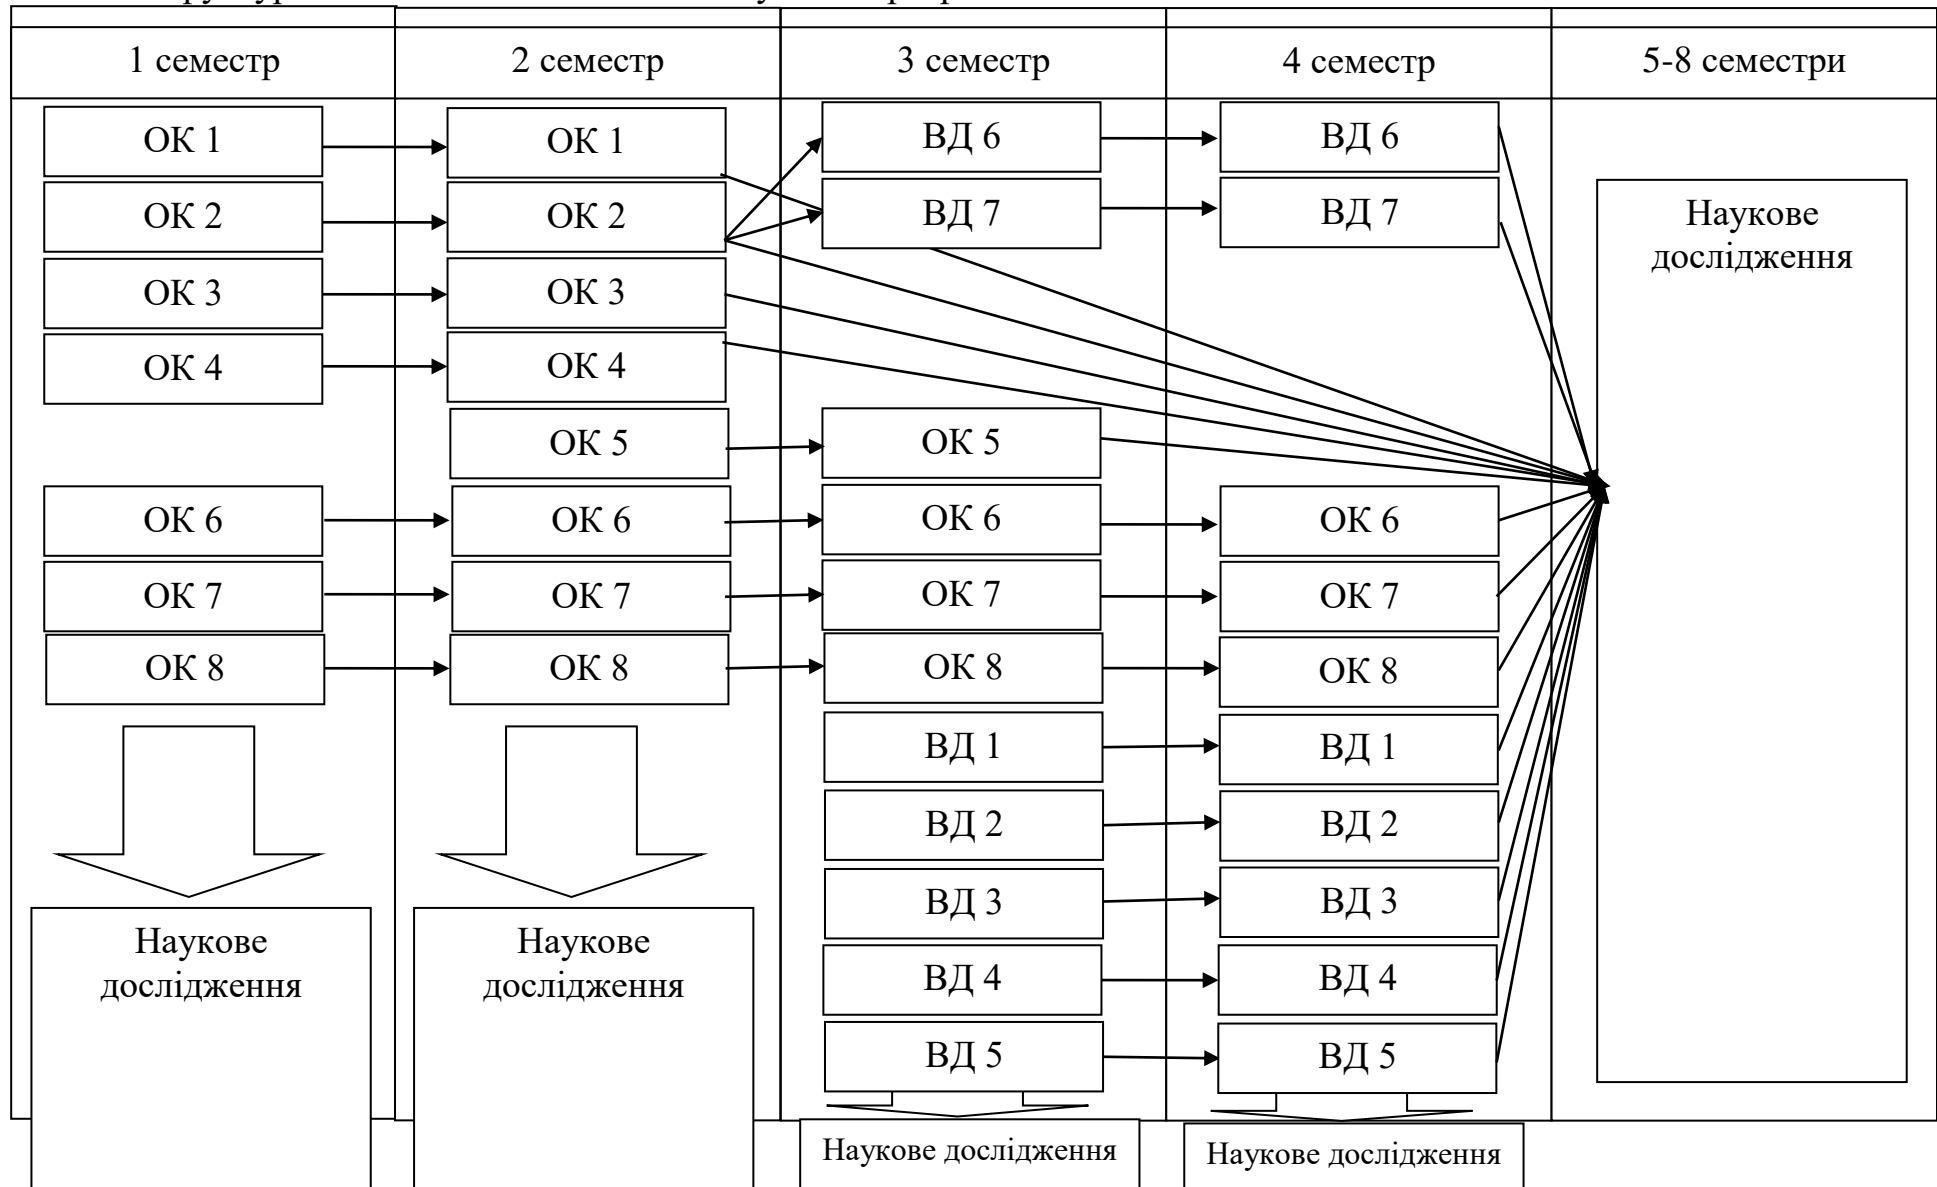 1 семестр
2 семестр
3 семестр
4 семестр
5-8 семестри
ОК 1
ОК 1
ВД 6
ВД 6
ОК 2
ОК 2
ВД 7
ВД 7
Наукове
дослідження
ОК 3
ОК 3
ОК 4
ОК 4
ОК 5
ОК 5
ОК 6
ОК 6
ОК 6
ОК 6
ОК 7
ОК 7
ОК 7
ОК 7
ОК 8
ОК 8
ОК 8
ОК 8
ВД 1
ВД 1
ВД 2
ВД 2
ВД 3
ВД 3
Наукове
дослідження
Наукове
дослідження
ВД 4
ВД 4
ВД 5
ВД 5
Наукове дослідження
Наукове дослідження